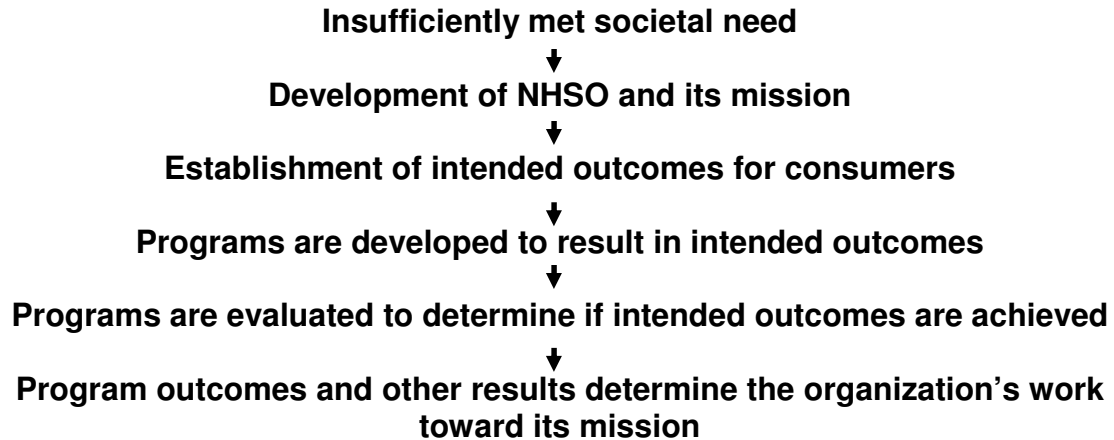 Insufficiently met societal need
Development of NHSO and its mission
Establishment of intended outcomes for consumers
Programs are developed to result in intended outcomes
Programs are evaluated to determine if intended outcomes are achieved
Program outcomes and other results determine the organization’s work
toward its mission